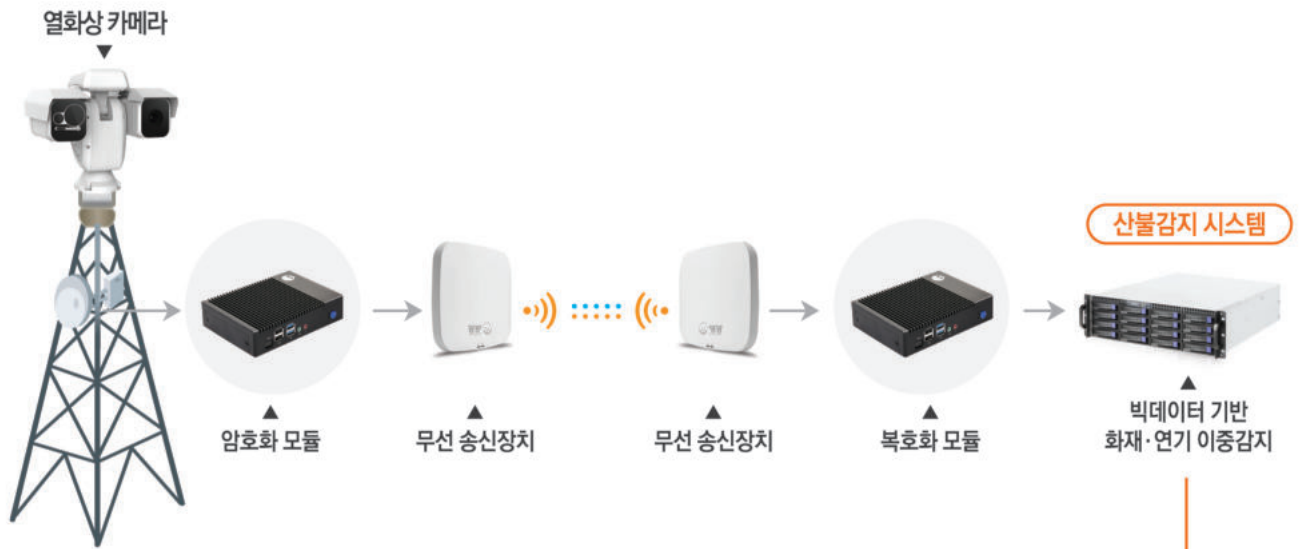 열화상 카메라
산불감지 시스템
암호화 모듈
무선 송신장치
무선 송신장치
복호화 모듈
빅데이터 기반
화재·연기 이중감지